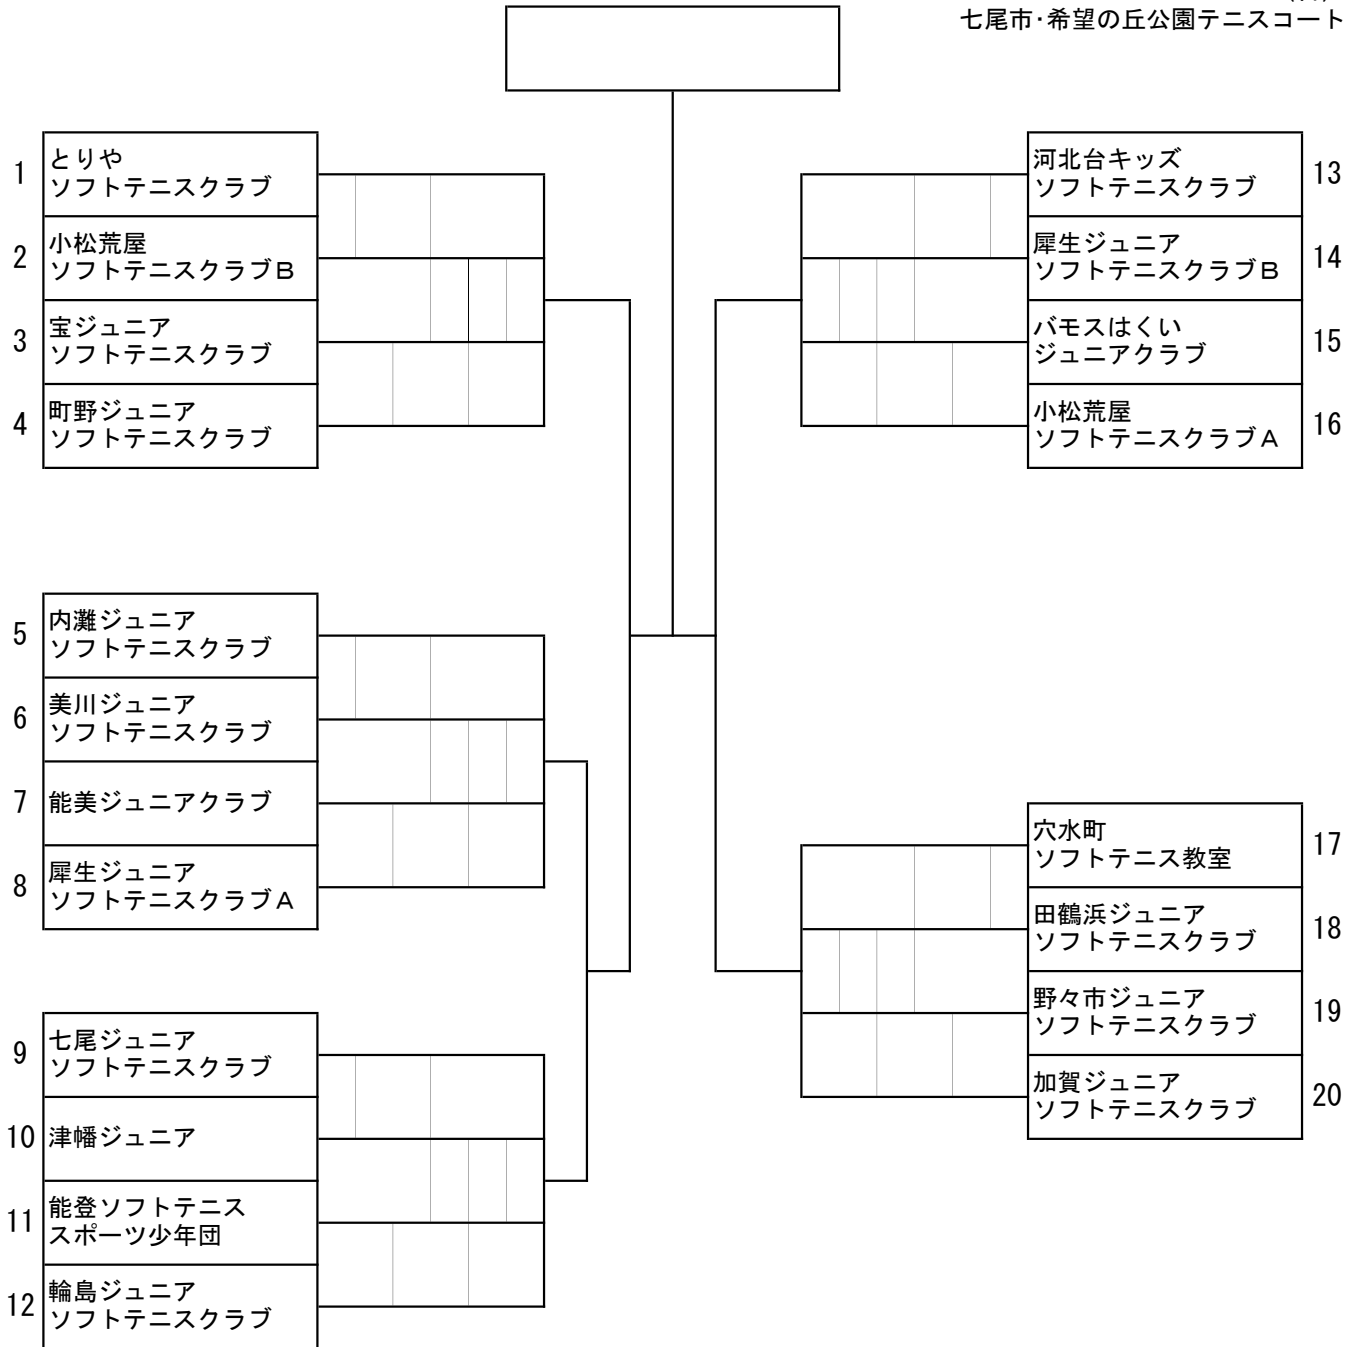 七尾市・希望の丘公園テニスコート
1
とりや
ソフトテニスクラブ
2
小松荒屋
ソフトテニスクラブＢ
3
宝ジュニア
ソフトテニスクラブ
4
町野ジュニア
ソフトテニスクラブ
5
内灘ジュニア
ソフトテニスクラブ
6
美川ジュニア
ソフトテニスクラブ
7
能美ジュニアクラブ
8
犀生ジュニア
ソフトテニスクラブＡ
9
七尾ジュニア
ソフトテニスクラブ
10
津幡ジュニア
11
能登ソフトテニス
スポーツ少年団
12
輪島ジュニア
ソフトテニスクラブ
河北台キッズ
ソフトテニスクラブ
13
犀生ジュニア
ソフトテニスクラブＢ
14
バモスはくい
ジュニアクラブ
15
小松荒屋
ソフトテニスクラブＡ
16
穴水町
ソフトテニス教室
17
田鶴浜ジュニア
ソフトテニスクラブ
18
野々市ジュニア
ソフトテニスクラブ
19
加賀ジュニア
ソフトテニスクラブ
20